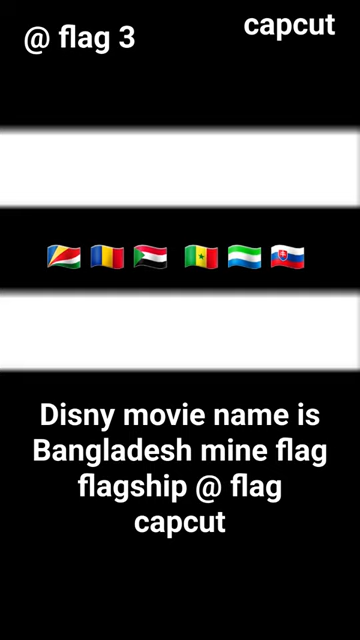 @ flag 3
capcut
🇸🇨🇷🇴🇸🇩 🇸🇳🇸🇱🇸🇰
Disny movie name is
Bangladesh mine flag
flagship @ flag
capcut